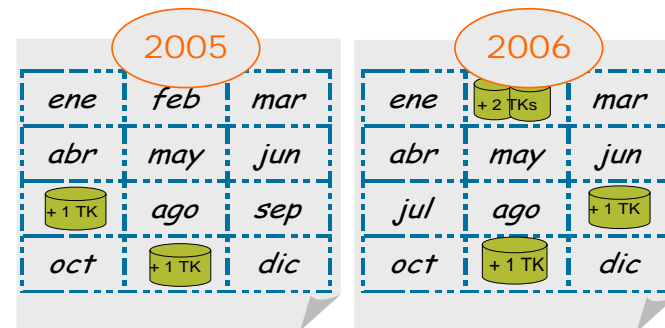 2005
ene feb mar
abr may jun
+ 1 TK ago sep
oct + 1 TK dic
2006
ene + 2 TKs mar
abr may jun
jul ago + 1 TK
oct + 1 TK dic